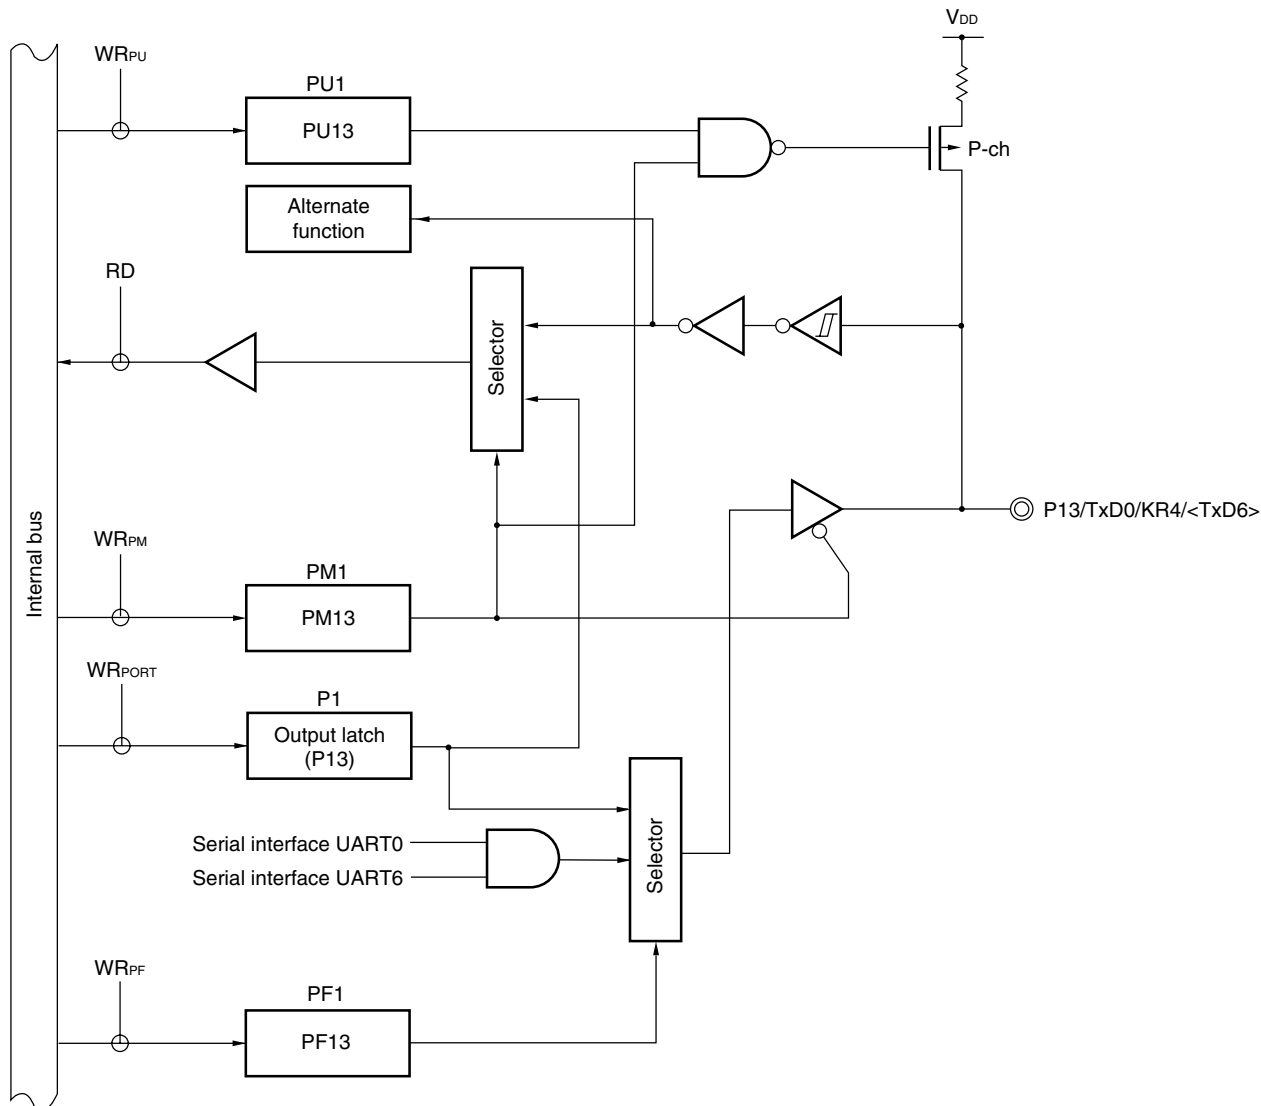 VDD
WRPU
PU1
PU13
P-ch
Alternate
function
RD
Selector
P13/TxD0/KR4/<TxD6>
Internal bus
WRPM
PM1
PM13
WRPORT
P1
Output latch
(P13)
Serial interface UART0
Serial interface UART6
Selector
WRPF
PF1
PF13